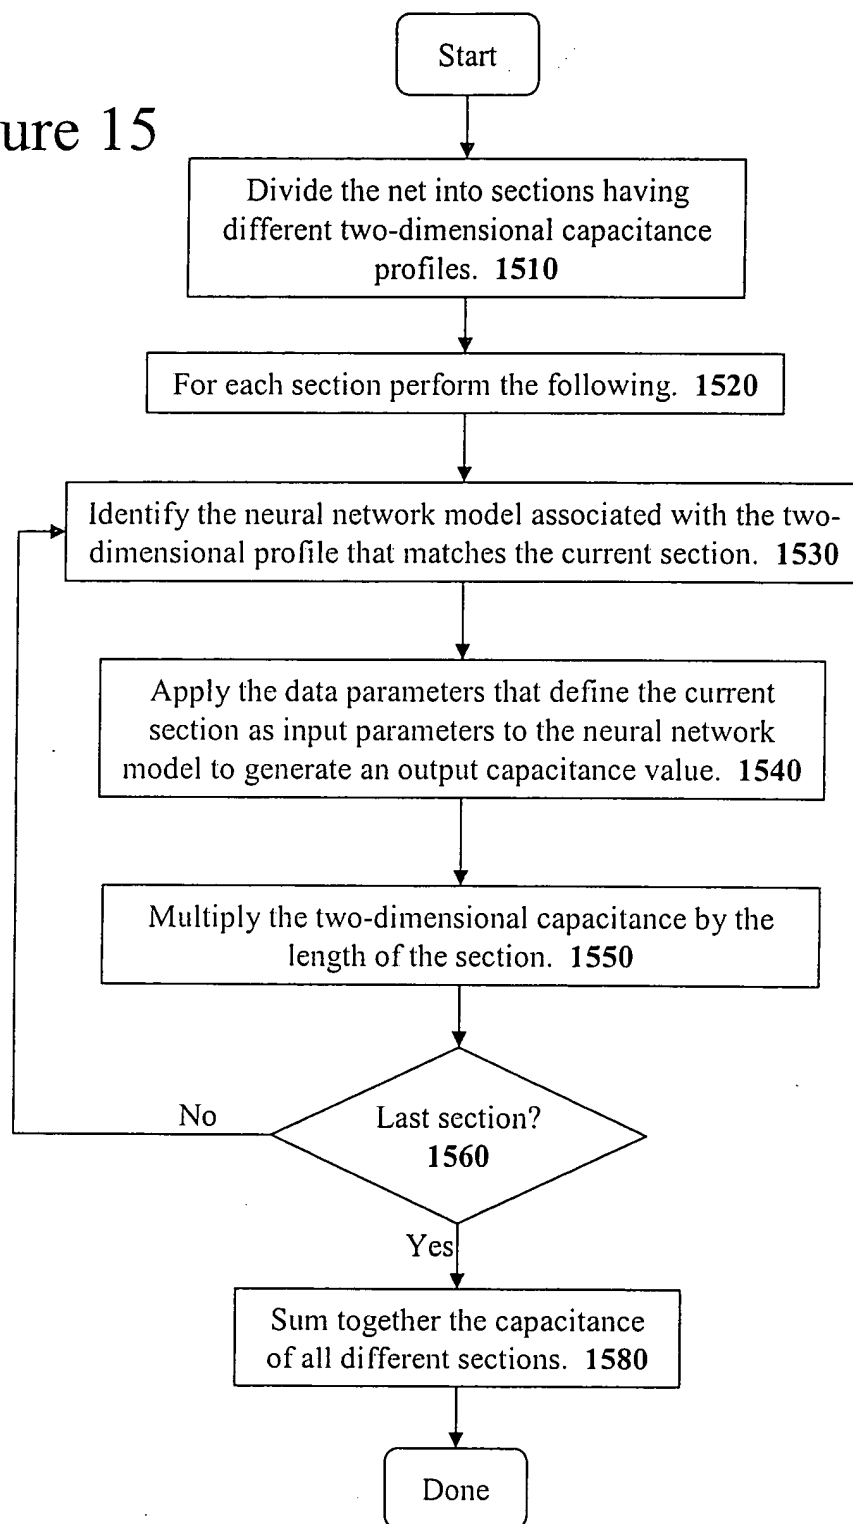 Start
ure 15
Divide the net into sections having
different two-dimensional capacitance
profiles. 1510
For each section perform the following. 1520
Identify the neural network model associated with the two-
dimensional profile that matches the current section. 1530
Apply the data parameters that define the current
section as input parameters to the neural network
model to generate an output capacitance value. 1540
Multiply the two-dimensional capacitance by the
length of the section. 1550
No
Last section?
1560
Yes
Sum together the capacitance
of all different sections. 1580
Done